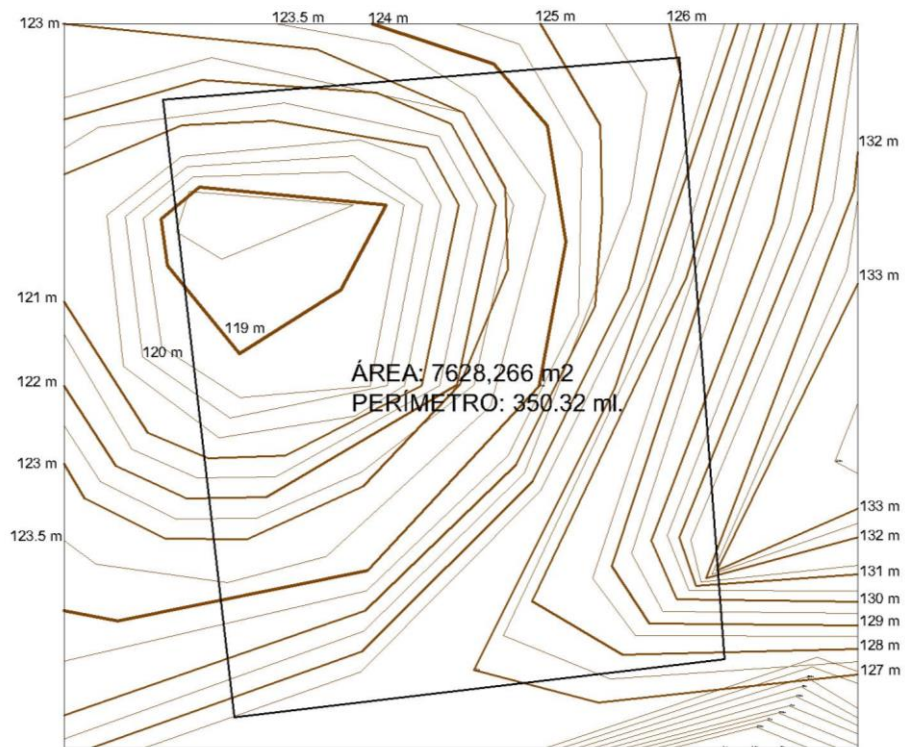 123 m
123.5 m
124 m
125 m
126 m
132 m
133 m
121 m
119 m
120 m
ÁREA: 7628,266 m2
122 m
PERÍMETRO: 350.32 ml.
123 m
133 m
123.5 m
132 m
131 m
130 m
129 m
128 m
127 m